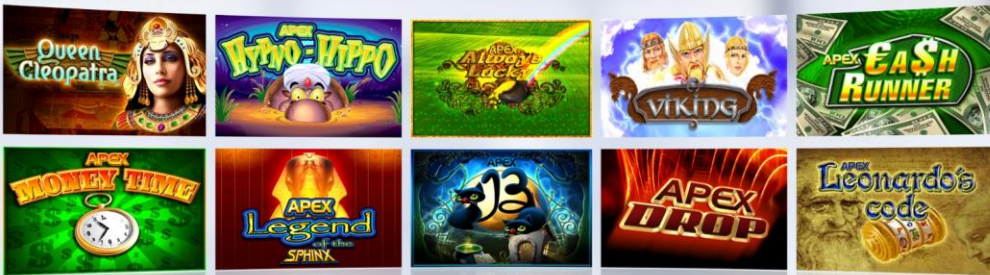 Queen
Cleopatra
APEX
HYPNO-HIPPO
APEX
Always
Lucky
VIKING
APEX €A$H
RUNNER
APEX
MONEY TIME
APEX
Legend
of the
SPHINX
APEX
13
APEX
DROP
APEX
Leonardo's
code